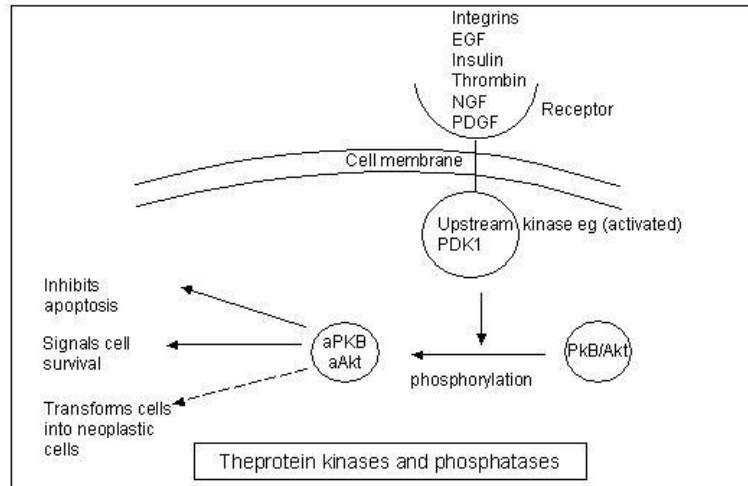 Integrins
EGF
Insulin
Thrombin
NGF
PDGF
Receptor
Cell membrane
Upstream kinase eg (activated)
PDK1
Inhibits
apoptosis
Signals cell
survival
Transforms cells
into neoplastic
cells
aPKB
aAkt
PkB/Akt
phosphorylation
Theprotein kinases and phosphatases